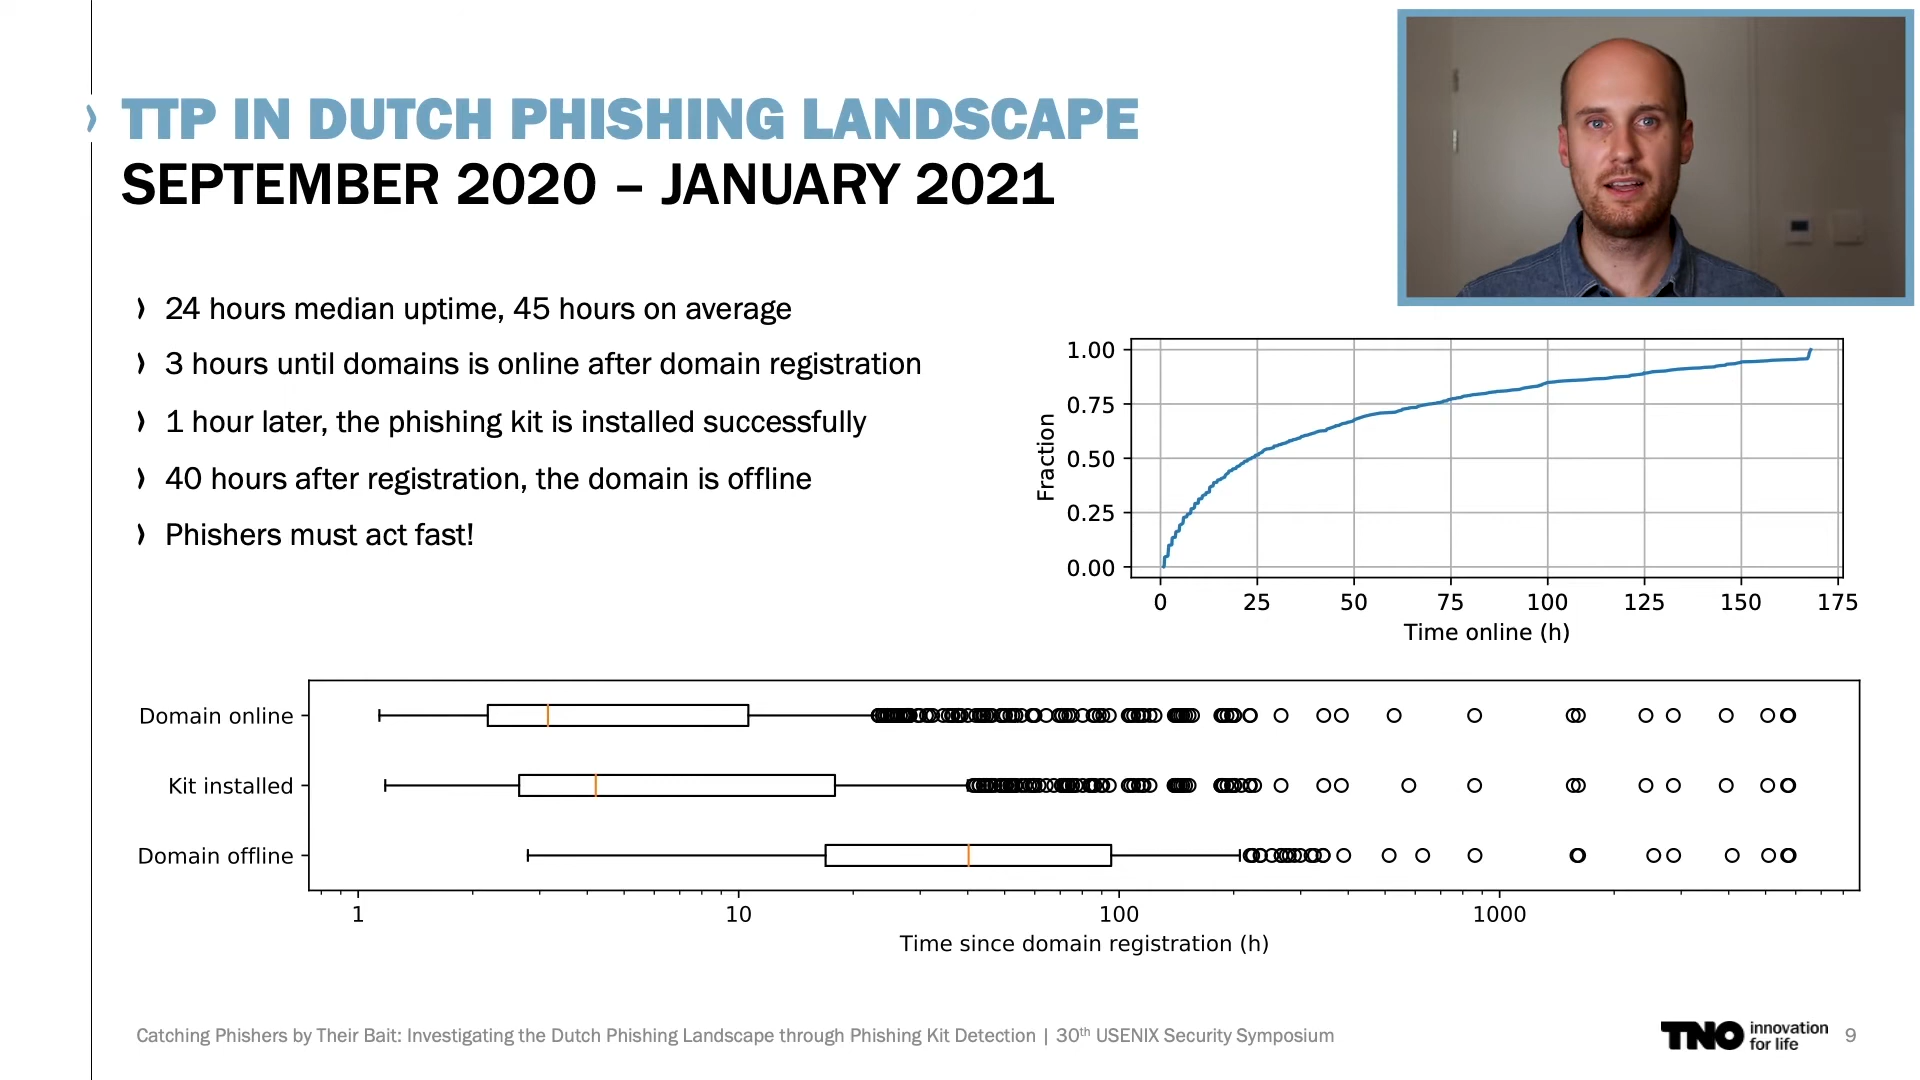 TTP IN DUTCH PHISHING LANDSCAPE
SEPTEMBER 2020 – JANUARY 2021
24 hours median uptime, 45 hours on average
3 hours until domains is online after domain registration
1 hour later, the phishing kit is installed successfully
40 hours after registration, the domain is offline
Phishers must act fast!
1.00
0.75
0.50
0.25
0.00
Fraction
0 25 50 75 100 125 150 175
Time online (h)
Domain online
Kit installed
Domain offline
1 10 100 1000
Time since domain registration (h)
Catching Phishers by Their Bait: Investigating the Dutch Phishing Landscape through Phishing Kit Detection | 30th USENIX Security Symposium
TNO innovation
for life
9